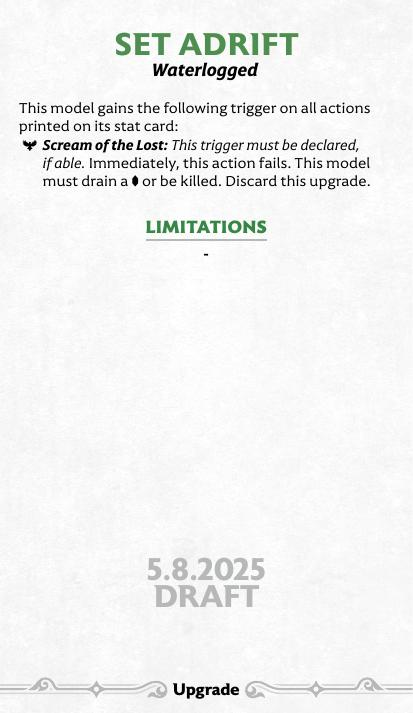 SET ADRIFT
Waterlogged
This model gains the following trigger on all actions
printed on its stat card:
Scream of the Lost: This trigger must be declared,
if able. Immediately, this action fails. This model
must drain a or be killed. Discard this upgrade.
LIMITATIONS
-
5.8.2025
DRAFT
Upgrade